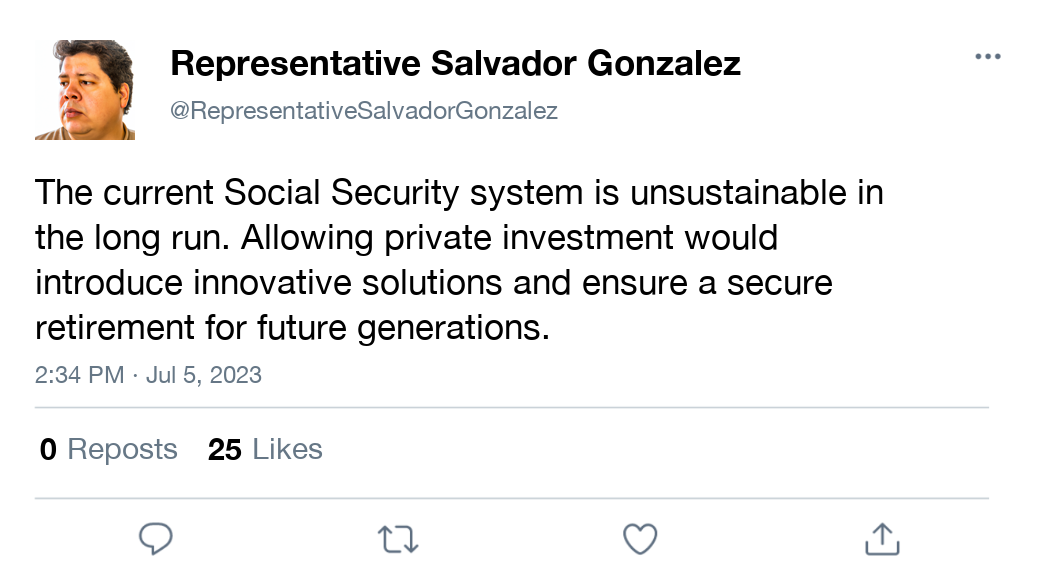 Representative Salvador Gonzalez
@RepresentativeSalvadorGonzalez
The current Social Security system is unsustainable in
the long run. Allowing private investment would
introduce innovative solutions and ensure a secure
retirement for future generations.
2:34 PM · Jul 5, 2023
0 Reposts 25 Likes